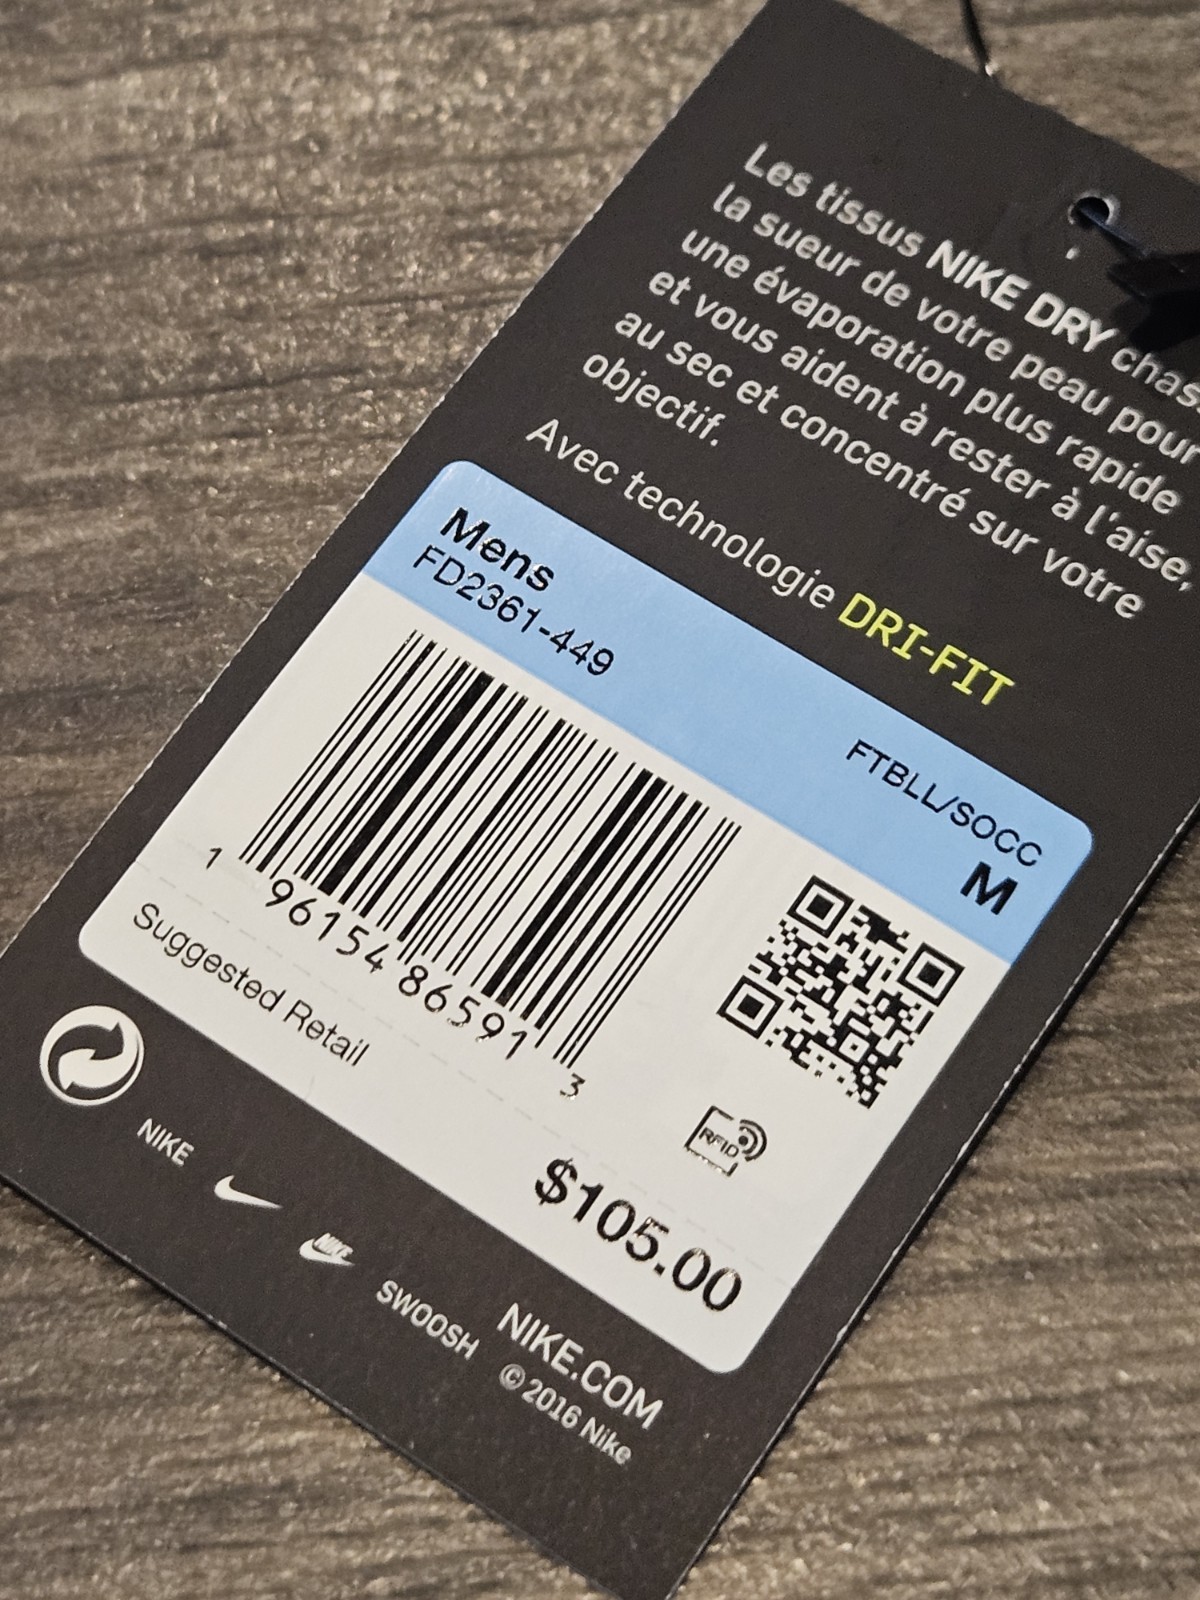 Les tissus NIKE DRY
la sueur de votre peau pour
une évaporation plus rapide
et vous aident à rester à l'aise,
au sec et concentré sur votre
objectif.
Avec technologie DRI-FIT
Mens
FD2361-449
FTBLL/SOCC
M
1 96154 86591 3
Suggested Retail
RFID
$105.00
NIKE
NIKE
SWOOSH
NIKE.COM
© 2016 Nike